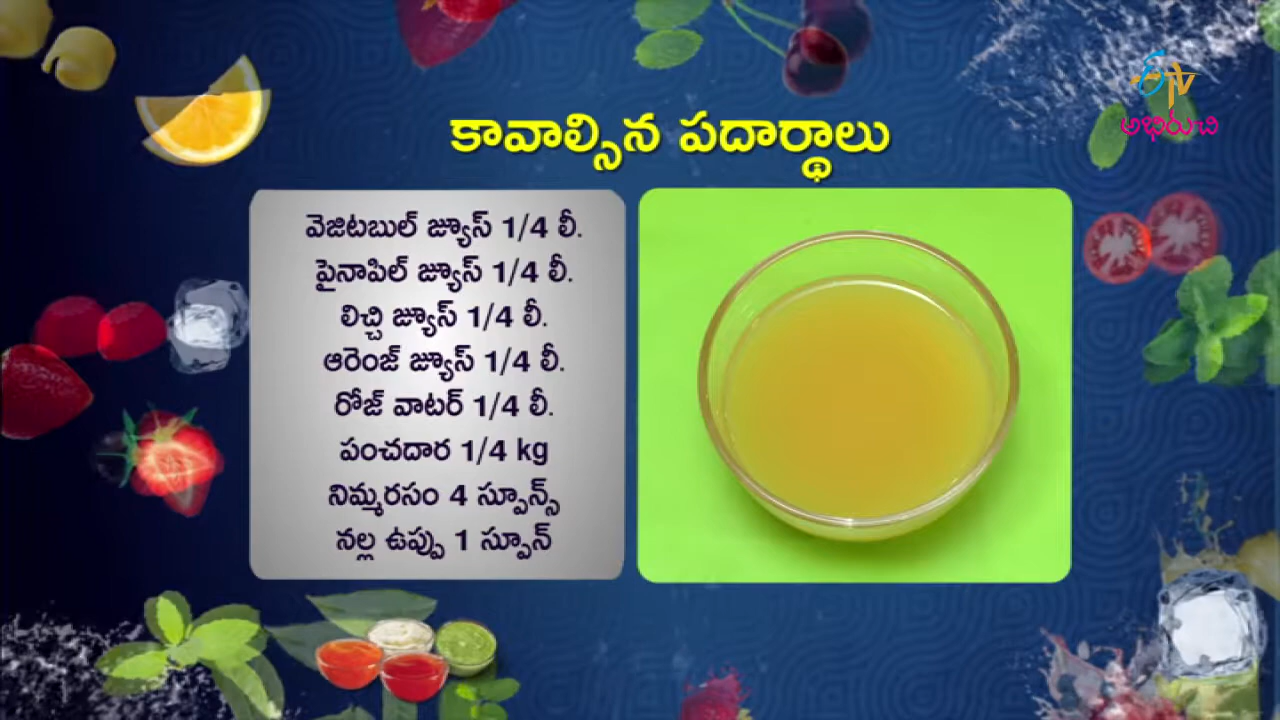 ETV
అభిరుచి
కావాల్సిన పదార్థాలు
వెజిటబుల్ జ్యూస్ 1/4 లీ.
పైనాపిల్ జ్యూస్ 1/4 లీ.
లిచ్చి జ్యూస్ 1/4 లీ.
ఆరెంజ్ జ్యూస్ 1/4 లీ.
రోజ్ వాటర్ 1/4 లీ.
పంచదార 1/4 kg
నిమ్మరసం 4 స్పూన్స్
నల్ల ఉప్పు 1 స్పూన్